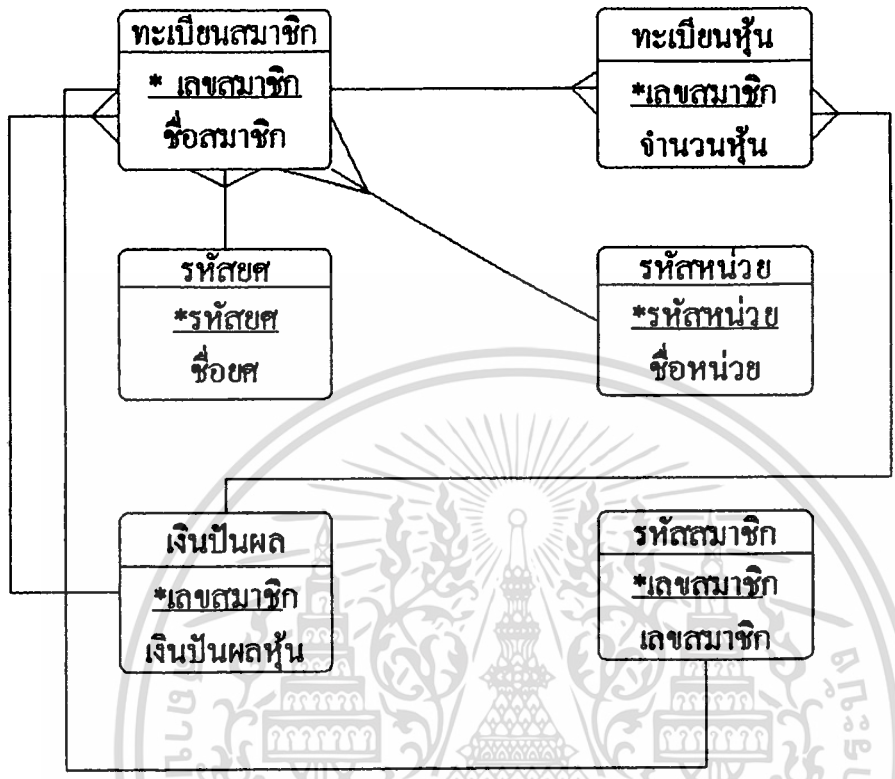 ทะเบียนสมาชิก
* เลขสมาชิก
ชื่อสมาชิก
ทะเบียนหุ้น
*เลขสมาชิก
จำนวนหุ้น
รหัสยศ
*รหัสยศ
ชื่อยศ
รหัสหน่วย
*รหัสหน่วย
ชื่อหน่วย
เงินปันผล
*เลขสมาชิก
เงินปันผลหุ้น
รหัสสมาชิก
*เลขสมาชิก
เลขสมาชิก